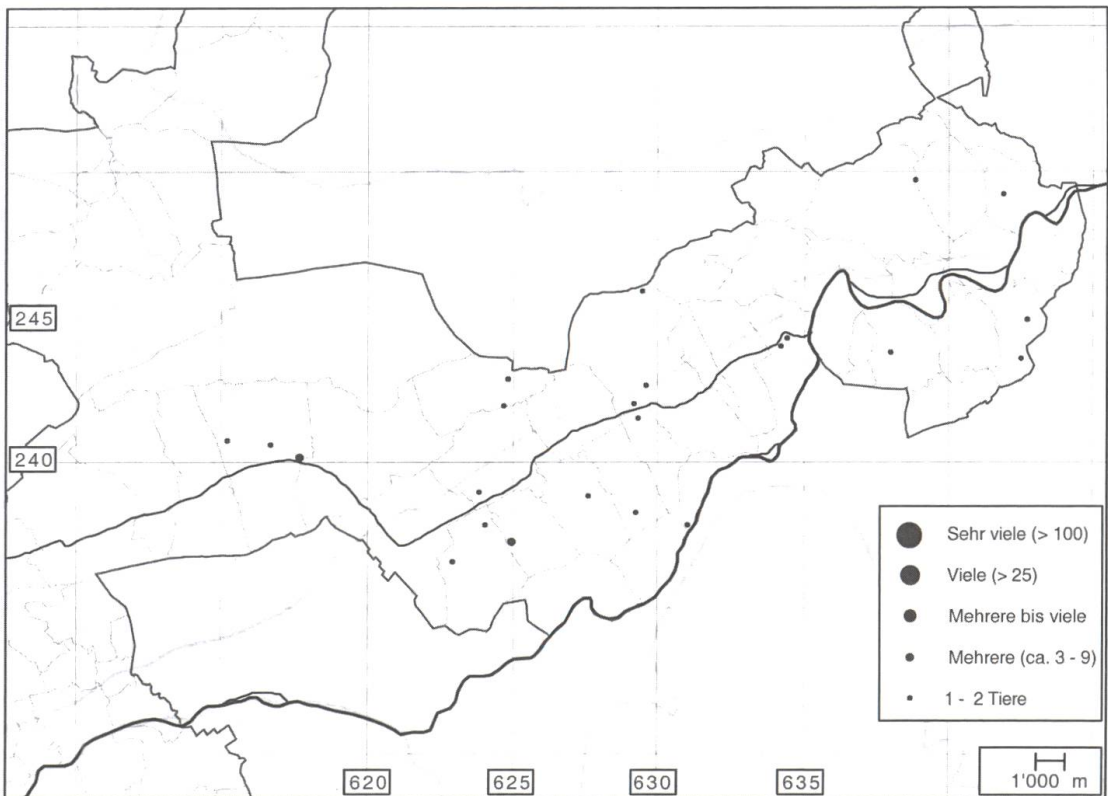 245
240
Sehr viele (> 100)
Viele (> 25)
Mehrere bis viele
Mehrere (ca. 3 - 9)
1 - 2 Tiere
620 625 630 635
1'000 m